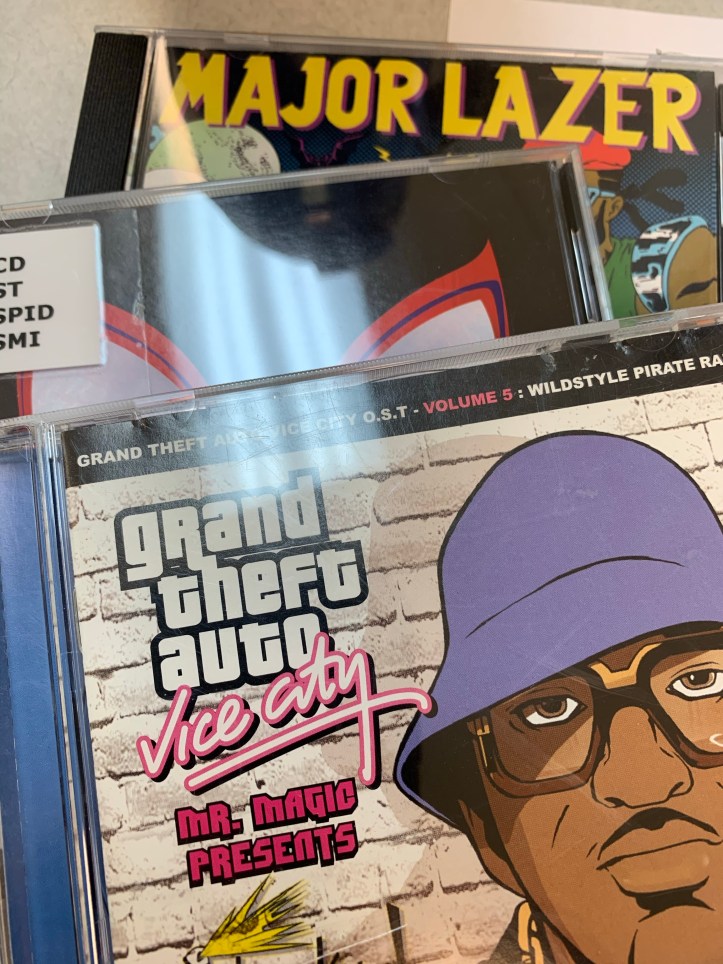 MAJOR LAZER
CD
ST
SPID
SMI
GRAND THEFT AUTO VICE CITY O.S.T - VOLUME 5 : WILDSTYLE PIRATE RA
grand
theft
auto
vice city
MR. MAGIC
PRESENTS